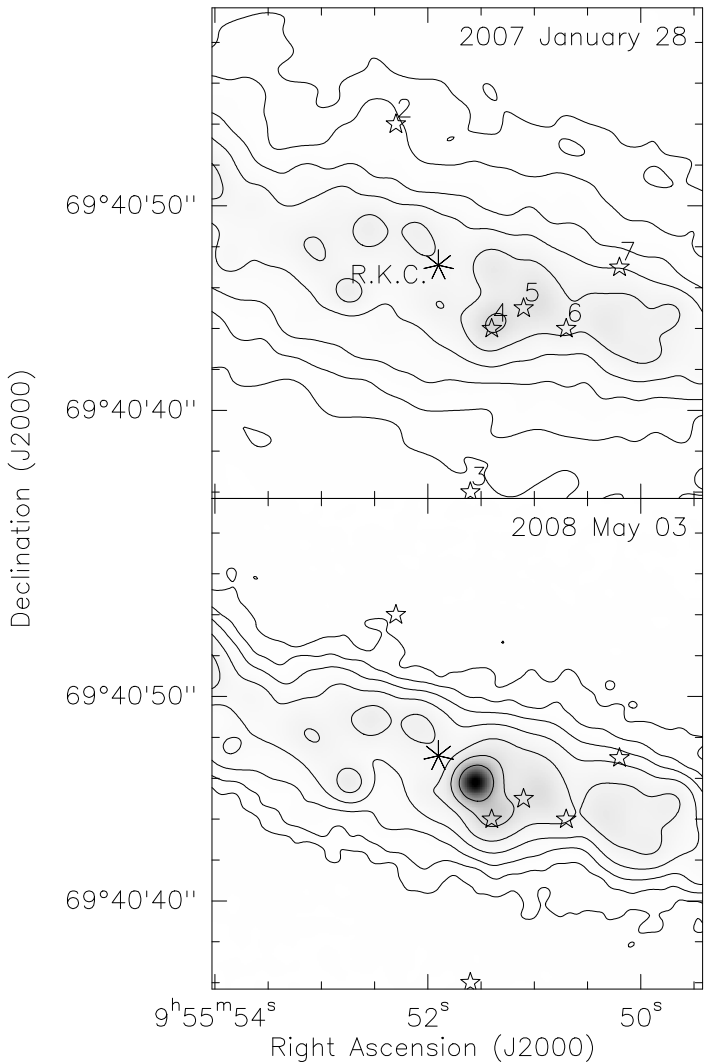 2007 January 28
2
69°40'50"
7
R.K.C.
5
4
6
69°40'40"
3
Declination (J2000)
2008 May 03
69°40'50"
69°40'40"
9h55m54s
52s
50s
Right Ascension (J2000)